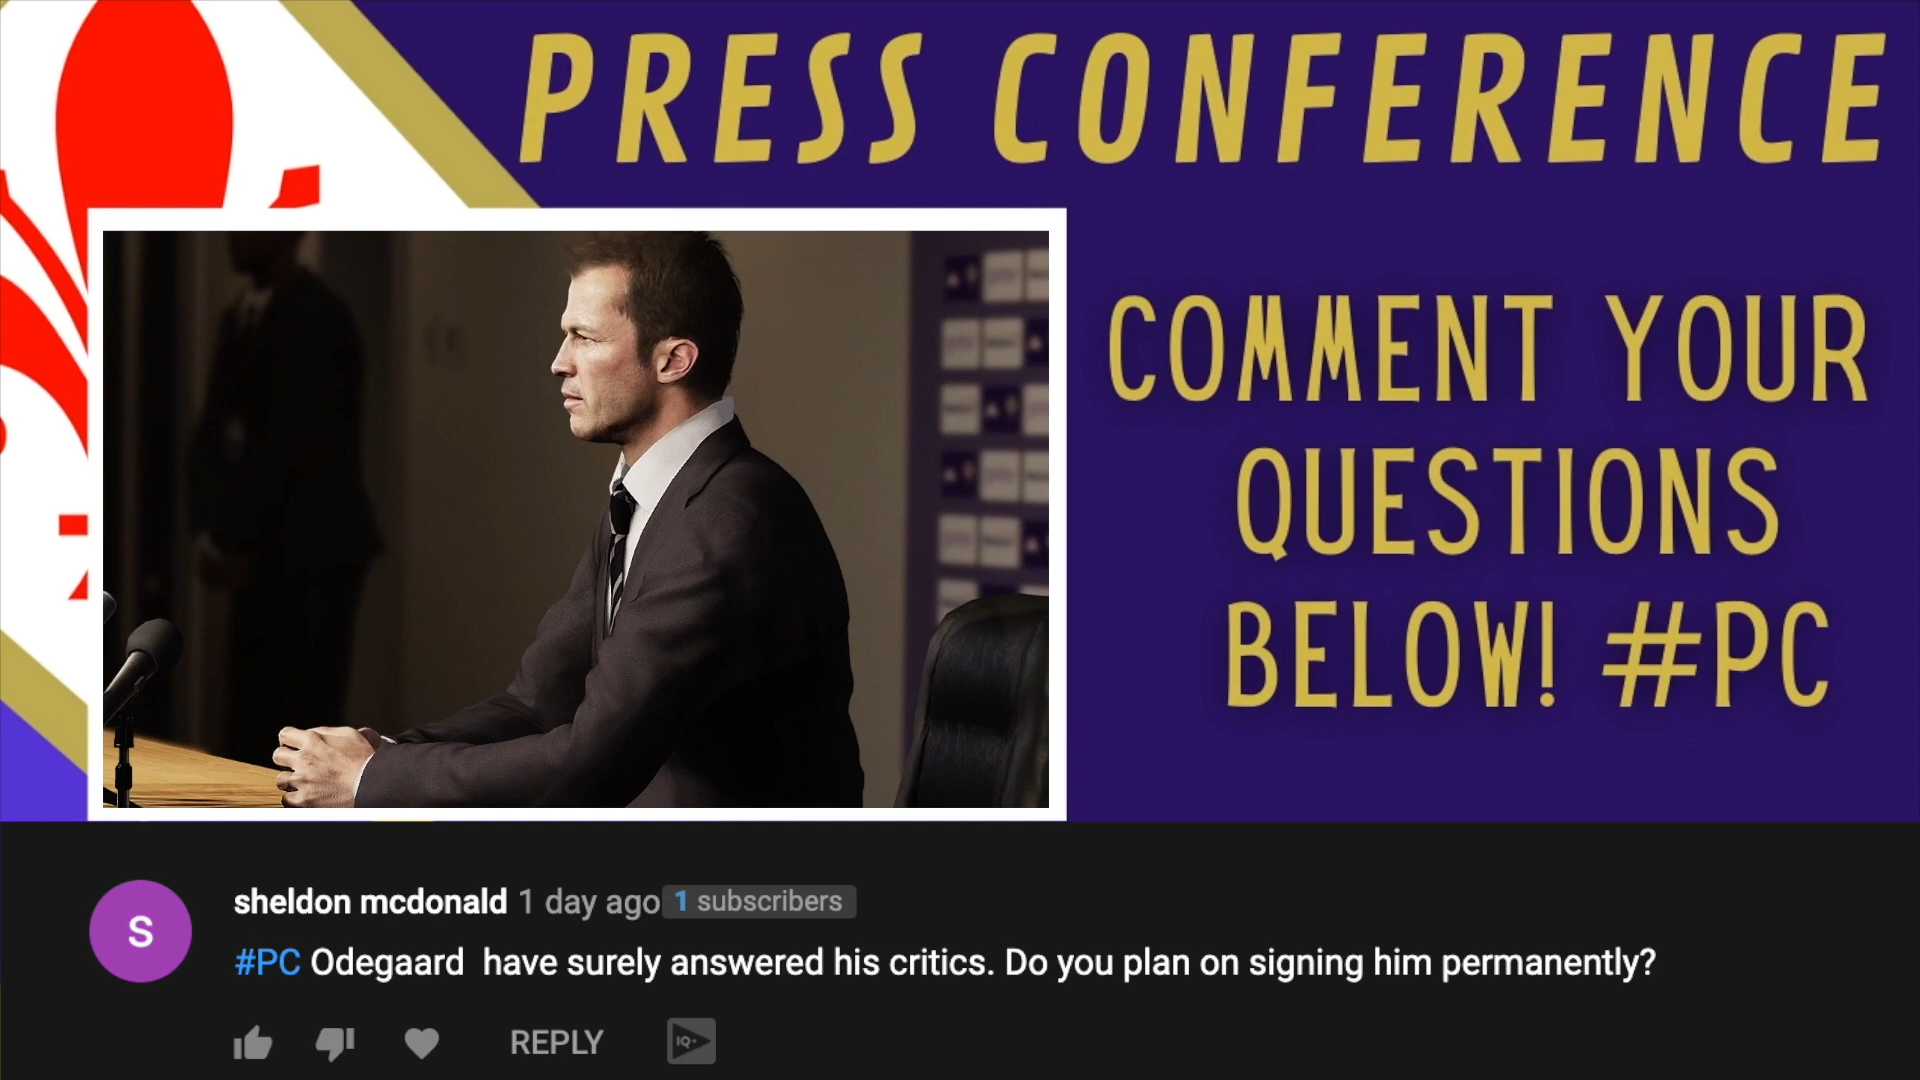 PRESS CONFERENCE
COMMENT YOUR
QUESTIONS
BELOW! #PC
S
sheldon mcdonald 1 day ago 1 subscribers
#PC Odegaard have surely answered his critics. Do you plan on signing him permanently?
REPLY
IQ+